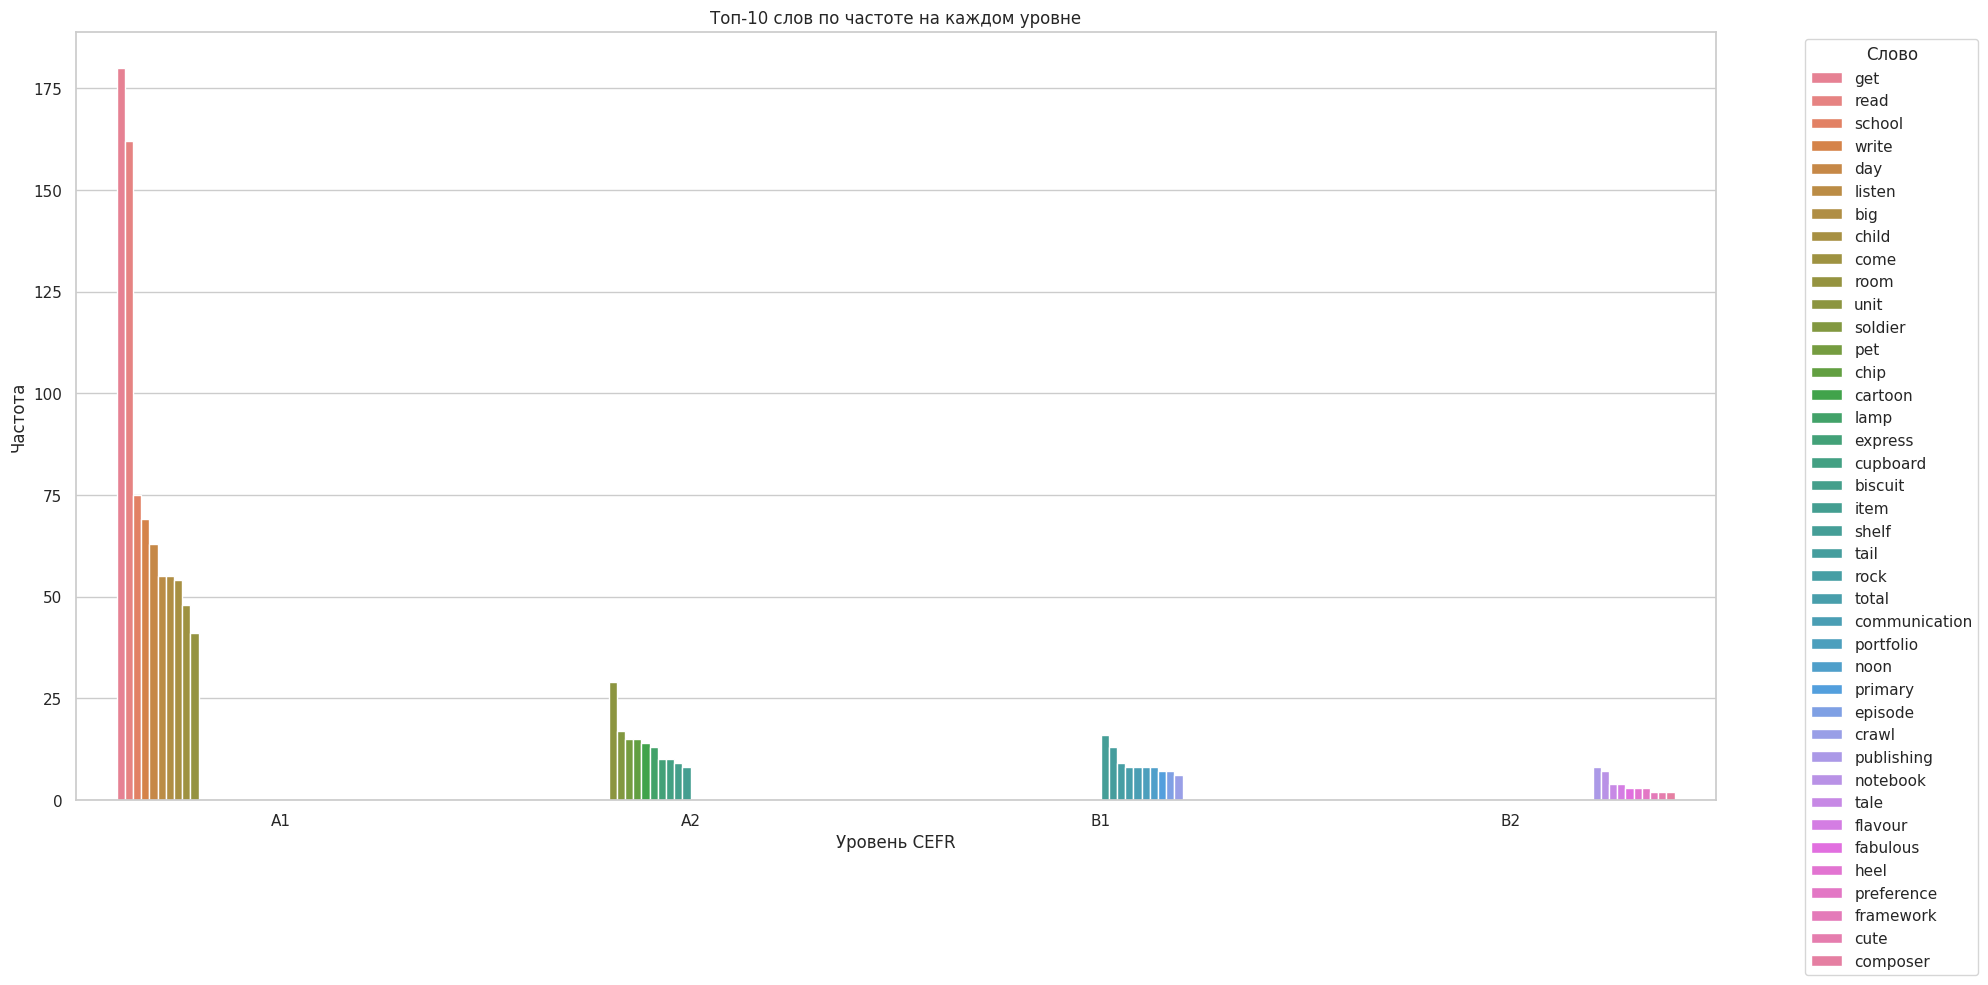 Топ-10 слов по частоте на каждом уровне
Частота
175
150
125
100
75
50
25
0
A1 A2 B1 B2
Уровень CEFR
Слово
get
read
school
write
day
listen
big
child
come
room
unit
soldier
pet
chip
cartoon
lamp
express
cupboard
biscuit
item
shelf
tail
rock
total
communication
portfolio
noon
primary
episode
crawl
publishing
notebook
tale
flavour
fabulous
heel
preference
framework
cute
composer